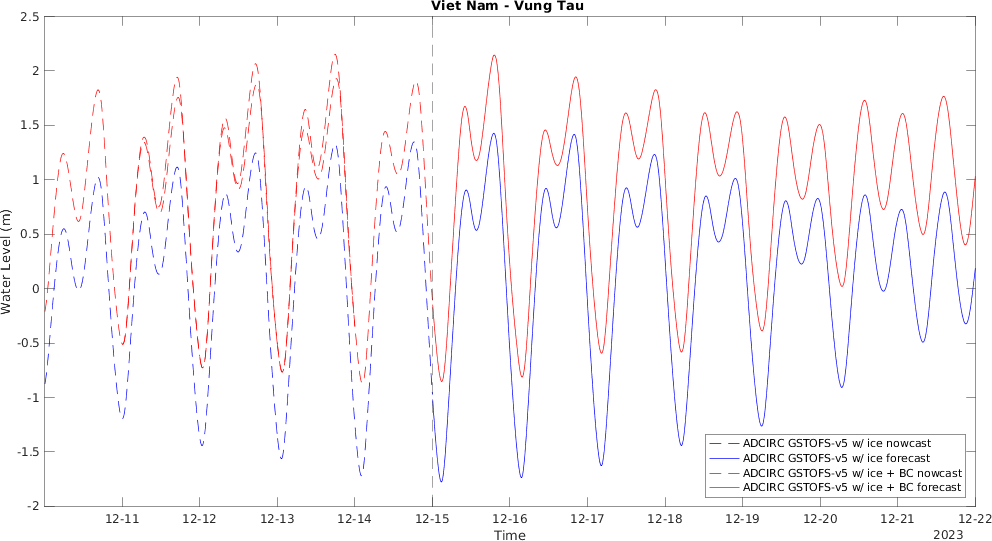 Viet Nam - Vung Tau
2.5
2
1.5
1
0.5
0
-0.5
-1
-1.5
-2
Water Level (m)
12-11 12-12 12-13 12-14 12-15 12-16 12-17 12-18 12-19 12-20 12-21 12-22
Time
2023
ADCIRC GSTOFS-v5 w/ ice nowcast
ADCIRC GSTOFS-v5 w/ ice forecast
ADCIRC GSTOFS-v5 w/ ice + BC nowcast
ADCIRC GSTOFS-v5 w/ ice + BC forecast